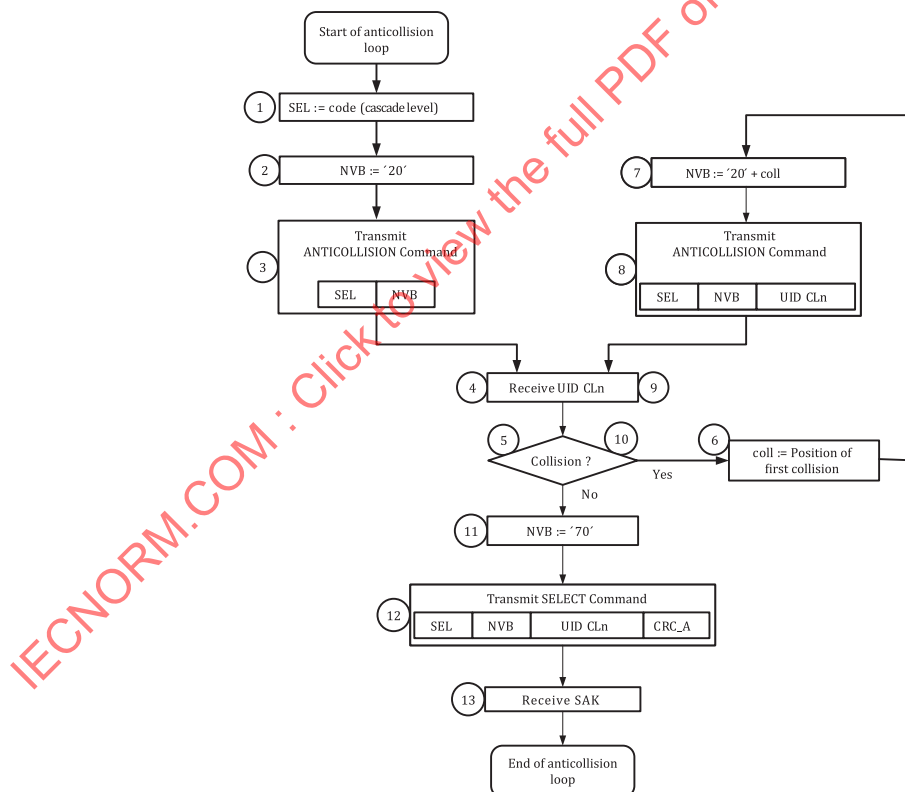 Start of anticollision
loop
1
SEL := code (cascade level)
2
NVB := ´20´
3
Transmit
ANTICOLLISION Command
SEL
NVB
7
NVB := ´20´ + coll
8
Transmit
ANTICOLLISION Command
SEL
NVB
UID CLn
4
Receive UID CLn
9
5
10
Collision ?
Yes
No
6
coll := Position of
first collision
11
NVB := ´70´
12
Transmit SELECT Command
SEL
NVB
UID CLn
CRC_A
13
Receive SAK
End of anticollision
loop
IECNORM.COM : Click to view the full PDF of